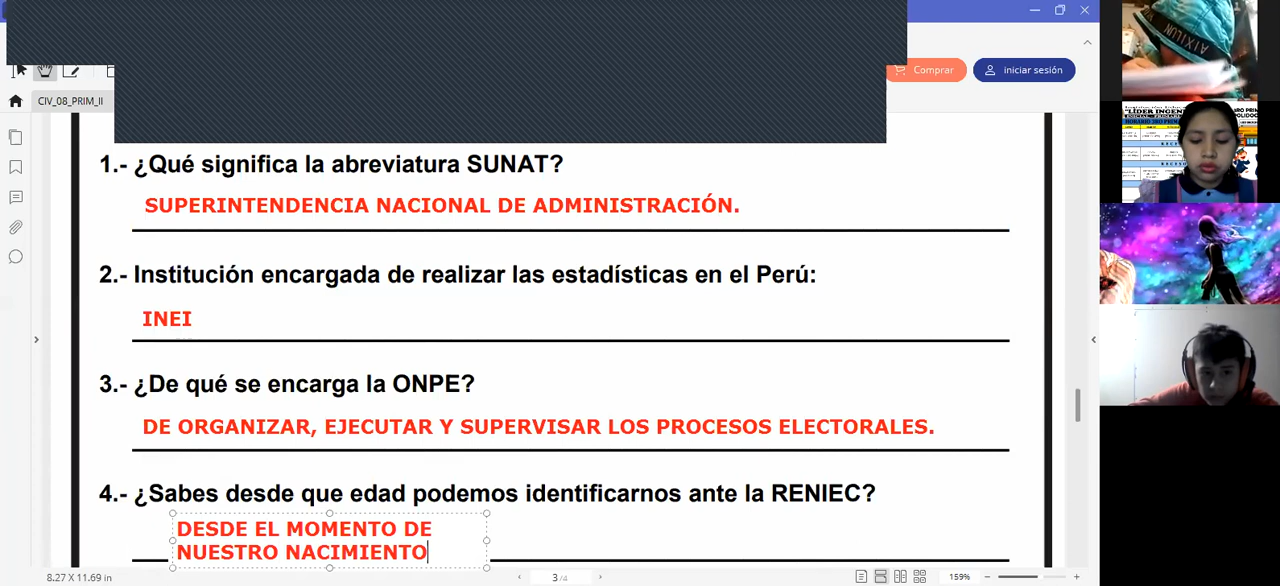 Comprar
iniciar sesión
CIV_08_PRIM_II
1.- ¿Qué significa la abreviatura SUNAT?
SUPERINTENDENCIA NACIONAL DE ADMINISTRACIÓN.
2.- Institución encargada de realizar las estadísticas en el Perú:
INEI
3.- ¿De qué se encarga la ONPE?
DE ORGANIZAR, EJECUTAR Y SUPERVISAR LOS PROCESOS ELECTORALES.
4.- ¿Sabes desde que edad podemos identificarnos ante la RENIEC?
DESDE EL MOMENTO DE
NUESTRO NACIMIENTO
8.27 X 11.69 in
3 /4
159%
"LÍDER INGEN